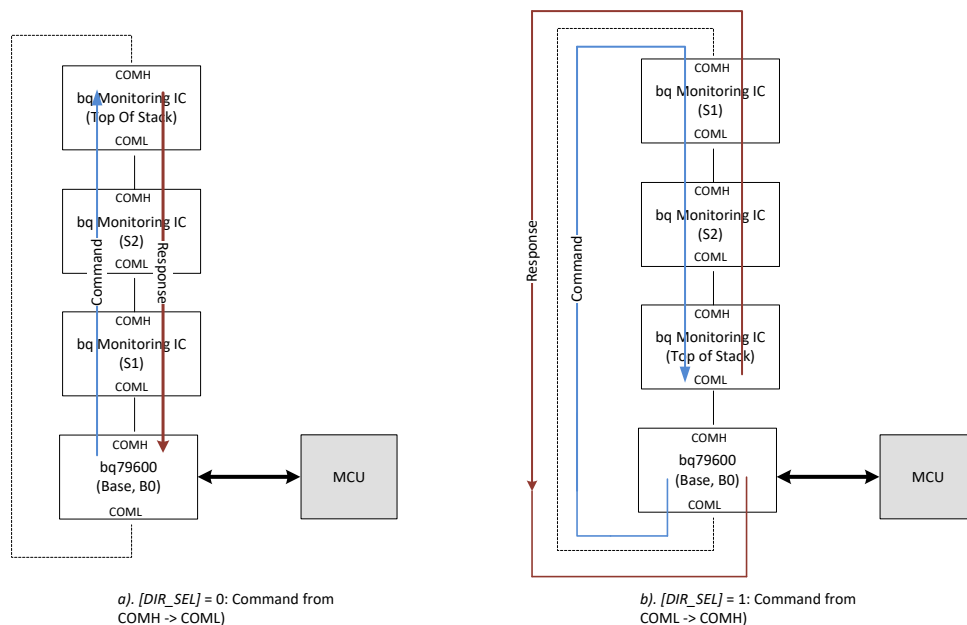 COMH
bq Monitoring IC
(Top Of Stack)
COML
COMH
bq Monitoring IC
(S2)
COML
Command
Response
COMH
bq Monitoring IC
(S1)
COML
COMH
bq79600
(Base, B0)
COML
MCU
a). [DIR_SEL] = 0: Command from
COMH -> COML)
COMH
bq Monitoring IC
(S1)
COML
COMH
bq Monitoring IC
(S2)
COML
Response
Command
COMH
bq Monitoring IC
(Top of Stack)
COML
COMH
bq79600
(Base, B0)
COML
MCU
b). [DIR_SEL] = 1: Command from
COML -> COMH)